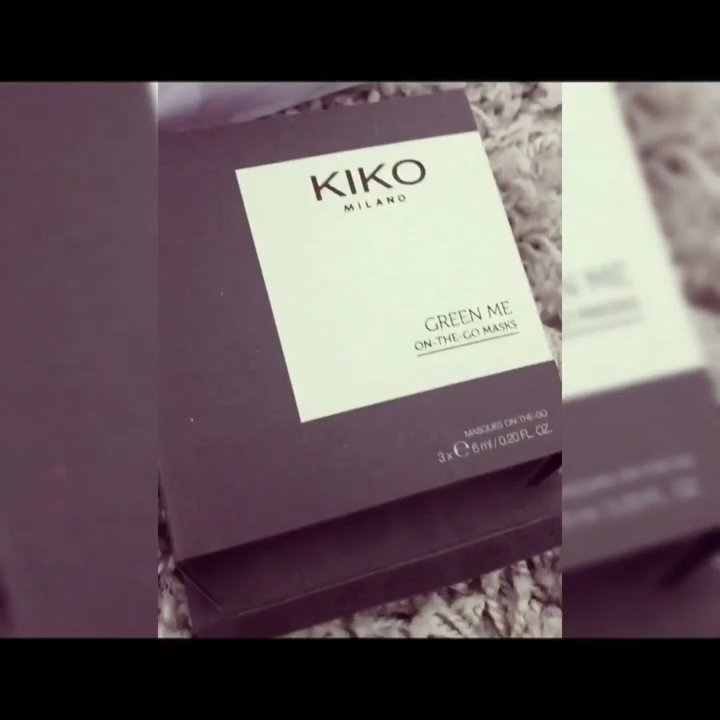 KIKO
MILANO
GREEN ME
ON-THE-GO MASKS
MASQUES ON-THE-GO
3 x ℮ 6 ml / 0.20 FL. OZ.